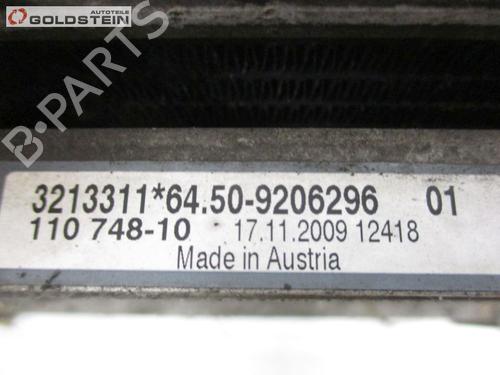 AUTOTEILE
GOLDSTEIN
B-PARTS
3213311*64.50-9206296 01
110 748-10 17.11.2009 12418
Made in Austria